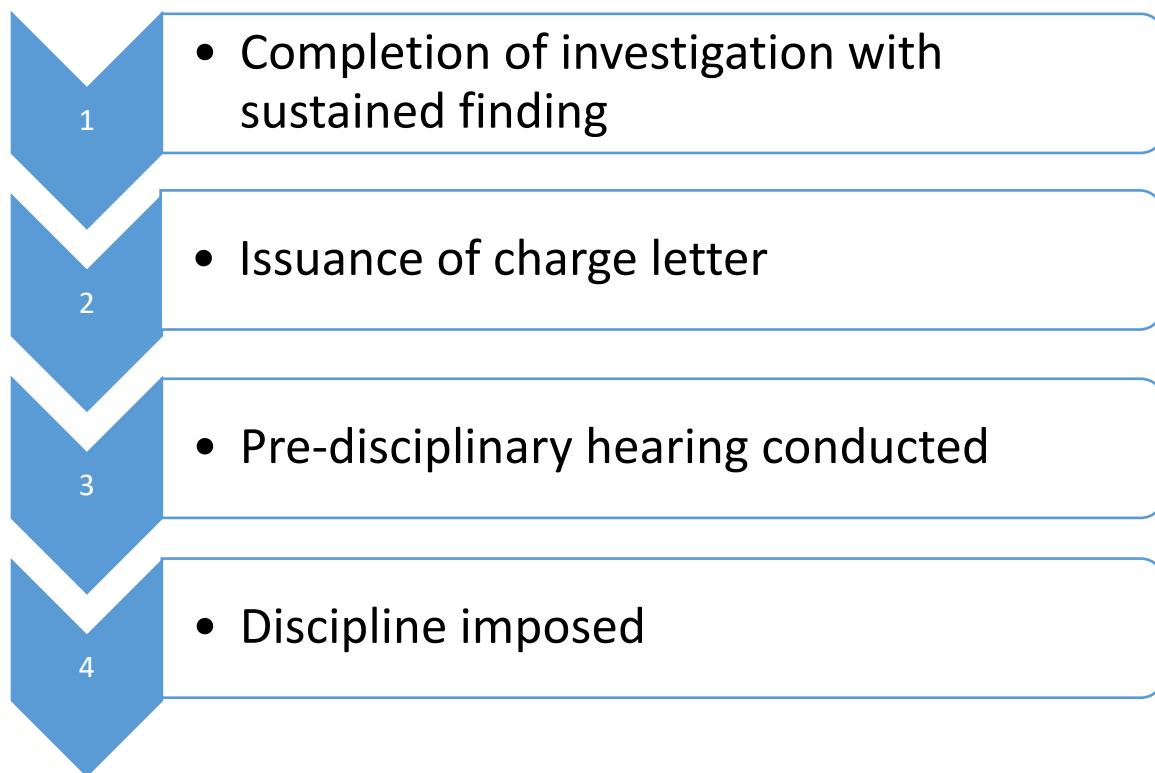 1
• Completion of investigation with
sustained finding
2
• Issuance of charge letter
3
• Pre-disciplinary hearing conducted
4
• Discipline imposed